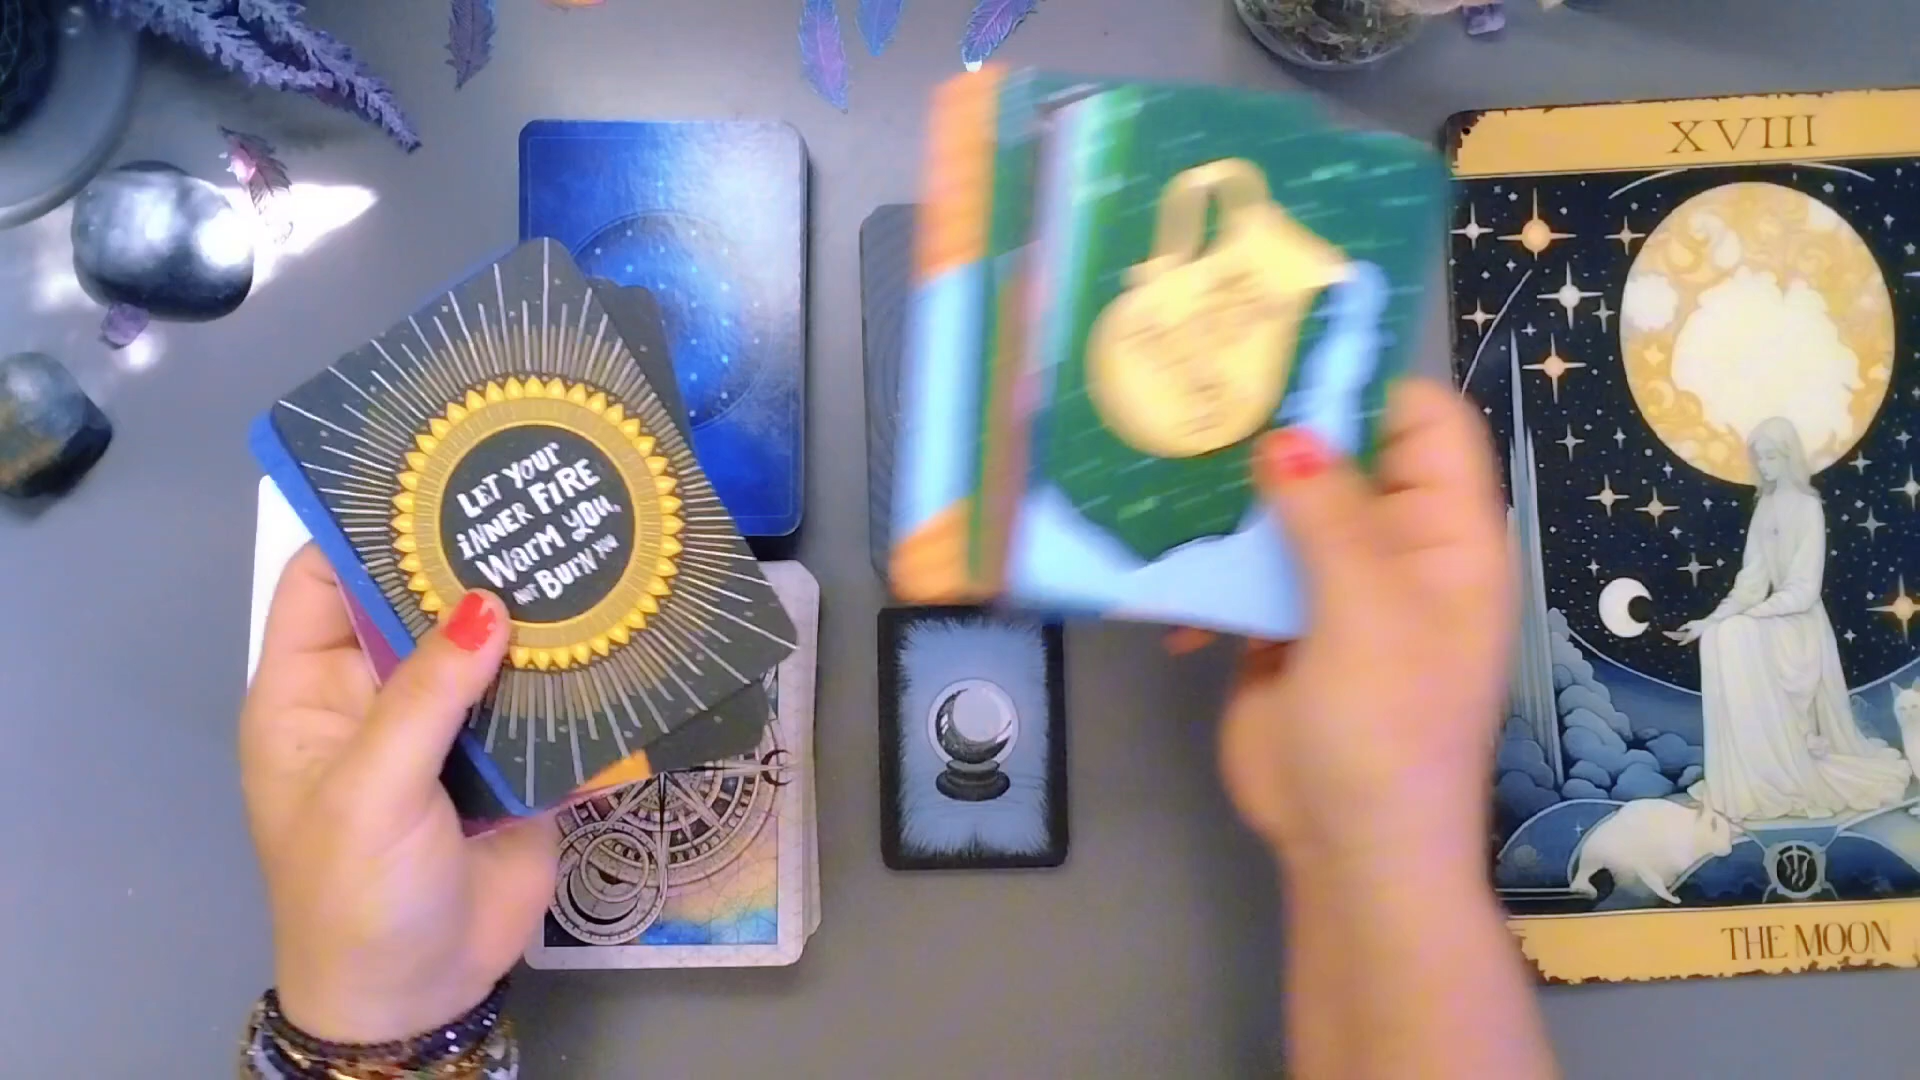 LET YOUR
INNER FIRE
WARM YOU,
NOT BURN YOU
XVIII
THE MOON